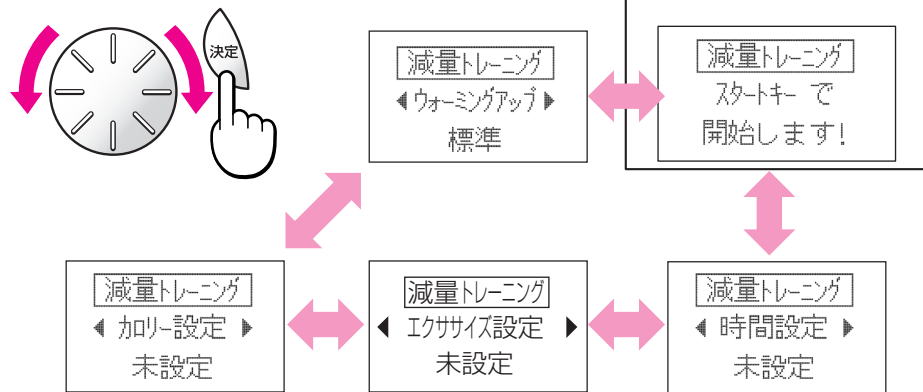 決定
減量トレーニング
ウォーミングアップ
標準
減量トレーニング
スタートキー で
開始します!
減量トレーニング
カロリー設定
未設定
減量トレーニング
エクササイズ設定
未設定
減量トレーニング
時間設定
未設定